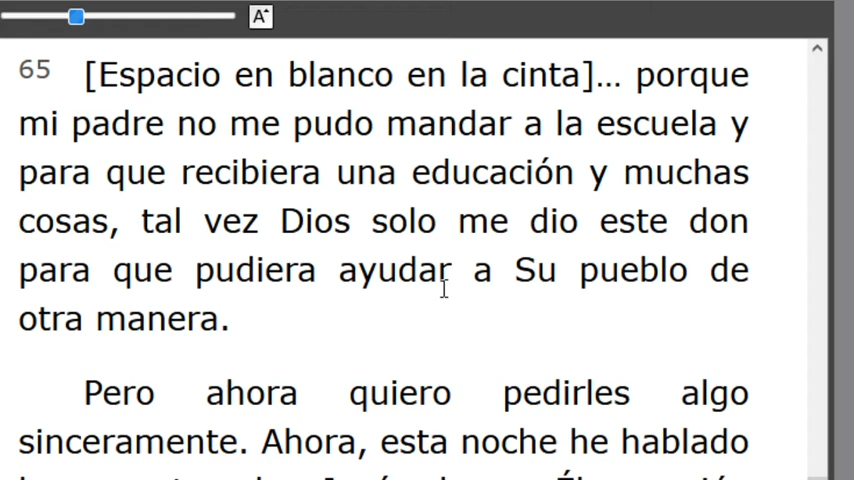 A
65 [Espacio en blanco en la cinta]… porque
mi padre no me pudo mandar a la escuela y
para que recibiera una educación y muchas
cosas, tal vez Dios solo me dio este don
para que pudiera ayudar a Su pueblo de
otra manera.
Pero ahora quiero pedirles algo
sinceramente. Ahora, esta noche he hablado